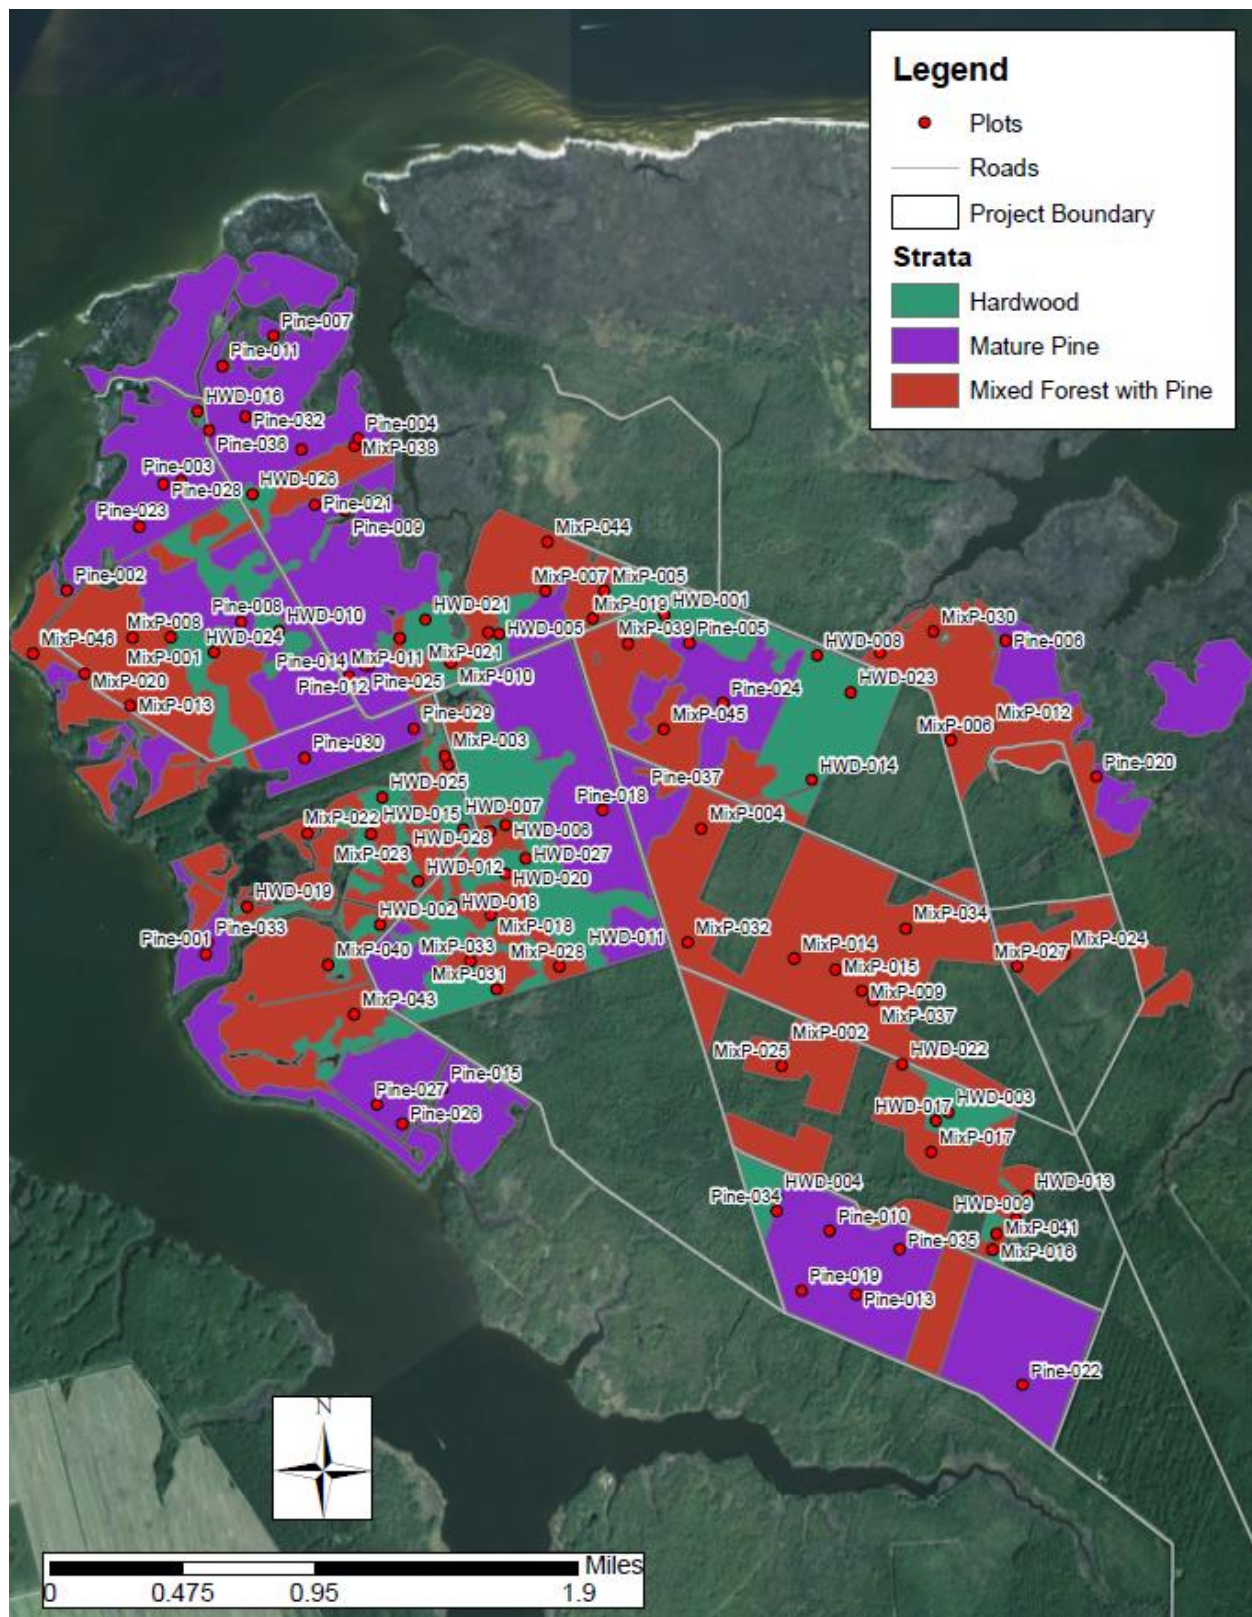 Legend
Plots
Roads
Project Boundary
Strata
Hardwood
Mature Pine
Mixed Forest with Pine
Pine-007
Pine-011
HWD-016
Pine-032
Pine-004
Pine-036
MixP-038
Pine-003
HWD-026
Pine-028
Pine-021
Pine-023
Pine-009
MixP-044
Pine-002
MixP-007
MixP-005
Pine-008
HWD-021
MixP-019
HWD-001
HWD-010
MixP-030
MixP-046
MixP-008
HWD-024
HWD-005
MixP-039
Pine-005
HWD-008
Pine-006
MixP-001
Pine-014
MixP-011
MixP-021
MixP-020
Pine-012
Pine-025
MixP-010
HWD-023
MixP-013
Pine-024
Pine-029
MixP-045
MixP-012
MixP-006
Pine-030
MixP-003
HWD-025
Pine-037
HWD-014
Pine-020
MixP-022
HWD-015
HWD-007
Pine-018
MixP-004
HWD-028
HWD-006
MixP-023
HWD-027
HWD-012
HWD-020
HWD-019
HWD-018
HWD-002
MixP-018
Pine-033
Pine-001
MixP-040
MixP-033
MixP-028
HWD-011
MixP-032
MixP-034
MixP-014
MixP-024
MixP-027
MixP-031
MixP-015
MixP-009
MixP-043
MixP-037
MixP-002
MixP-025
HWD-022
Pine-015
Pine-027
Pine-026
HWD-003
HWD-017
MixP-017
HWD-004
HWD-013
Pine-034
HWD-009
Pine-010
MixP-041
Pine-035
MixP-016
Pine-019
Pine-013
Pine-022
N
Miles
0
0.475
0.95
1.9